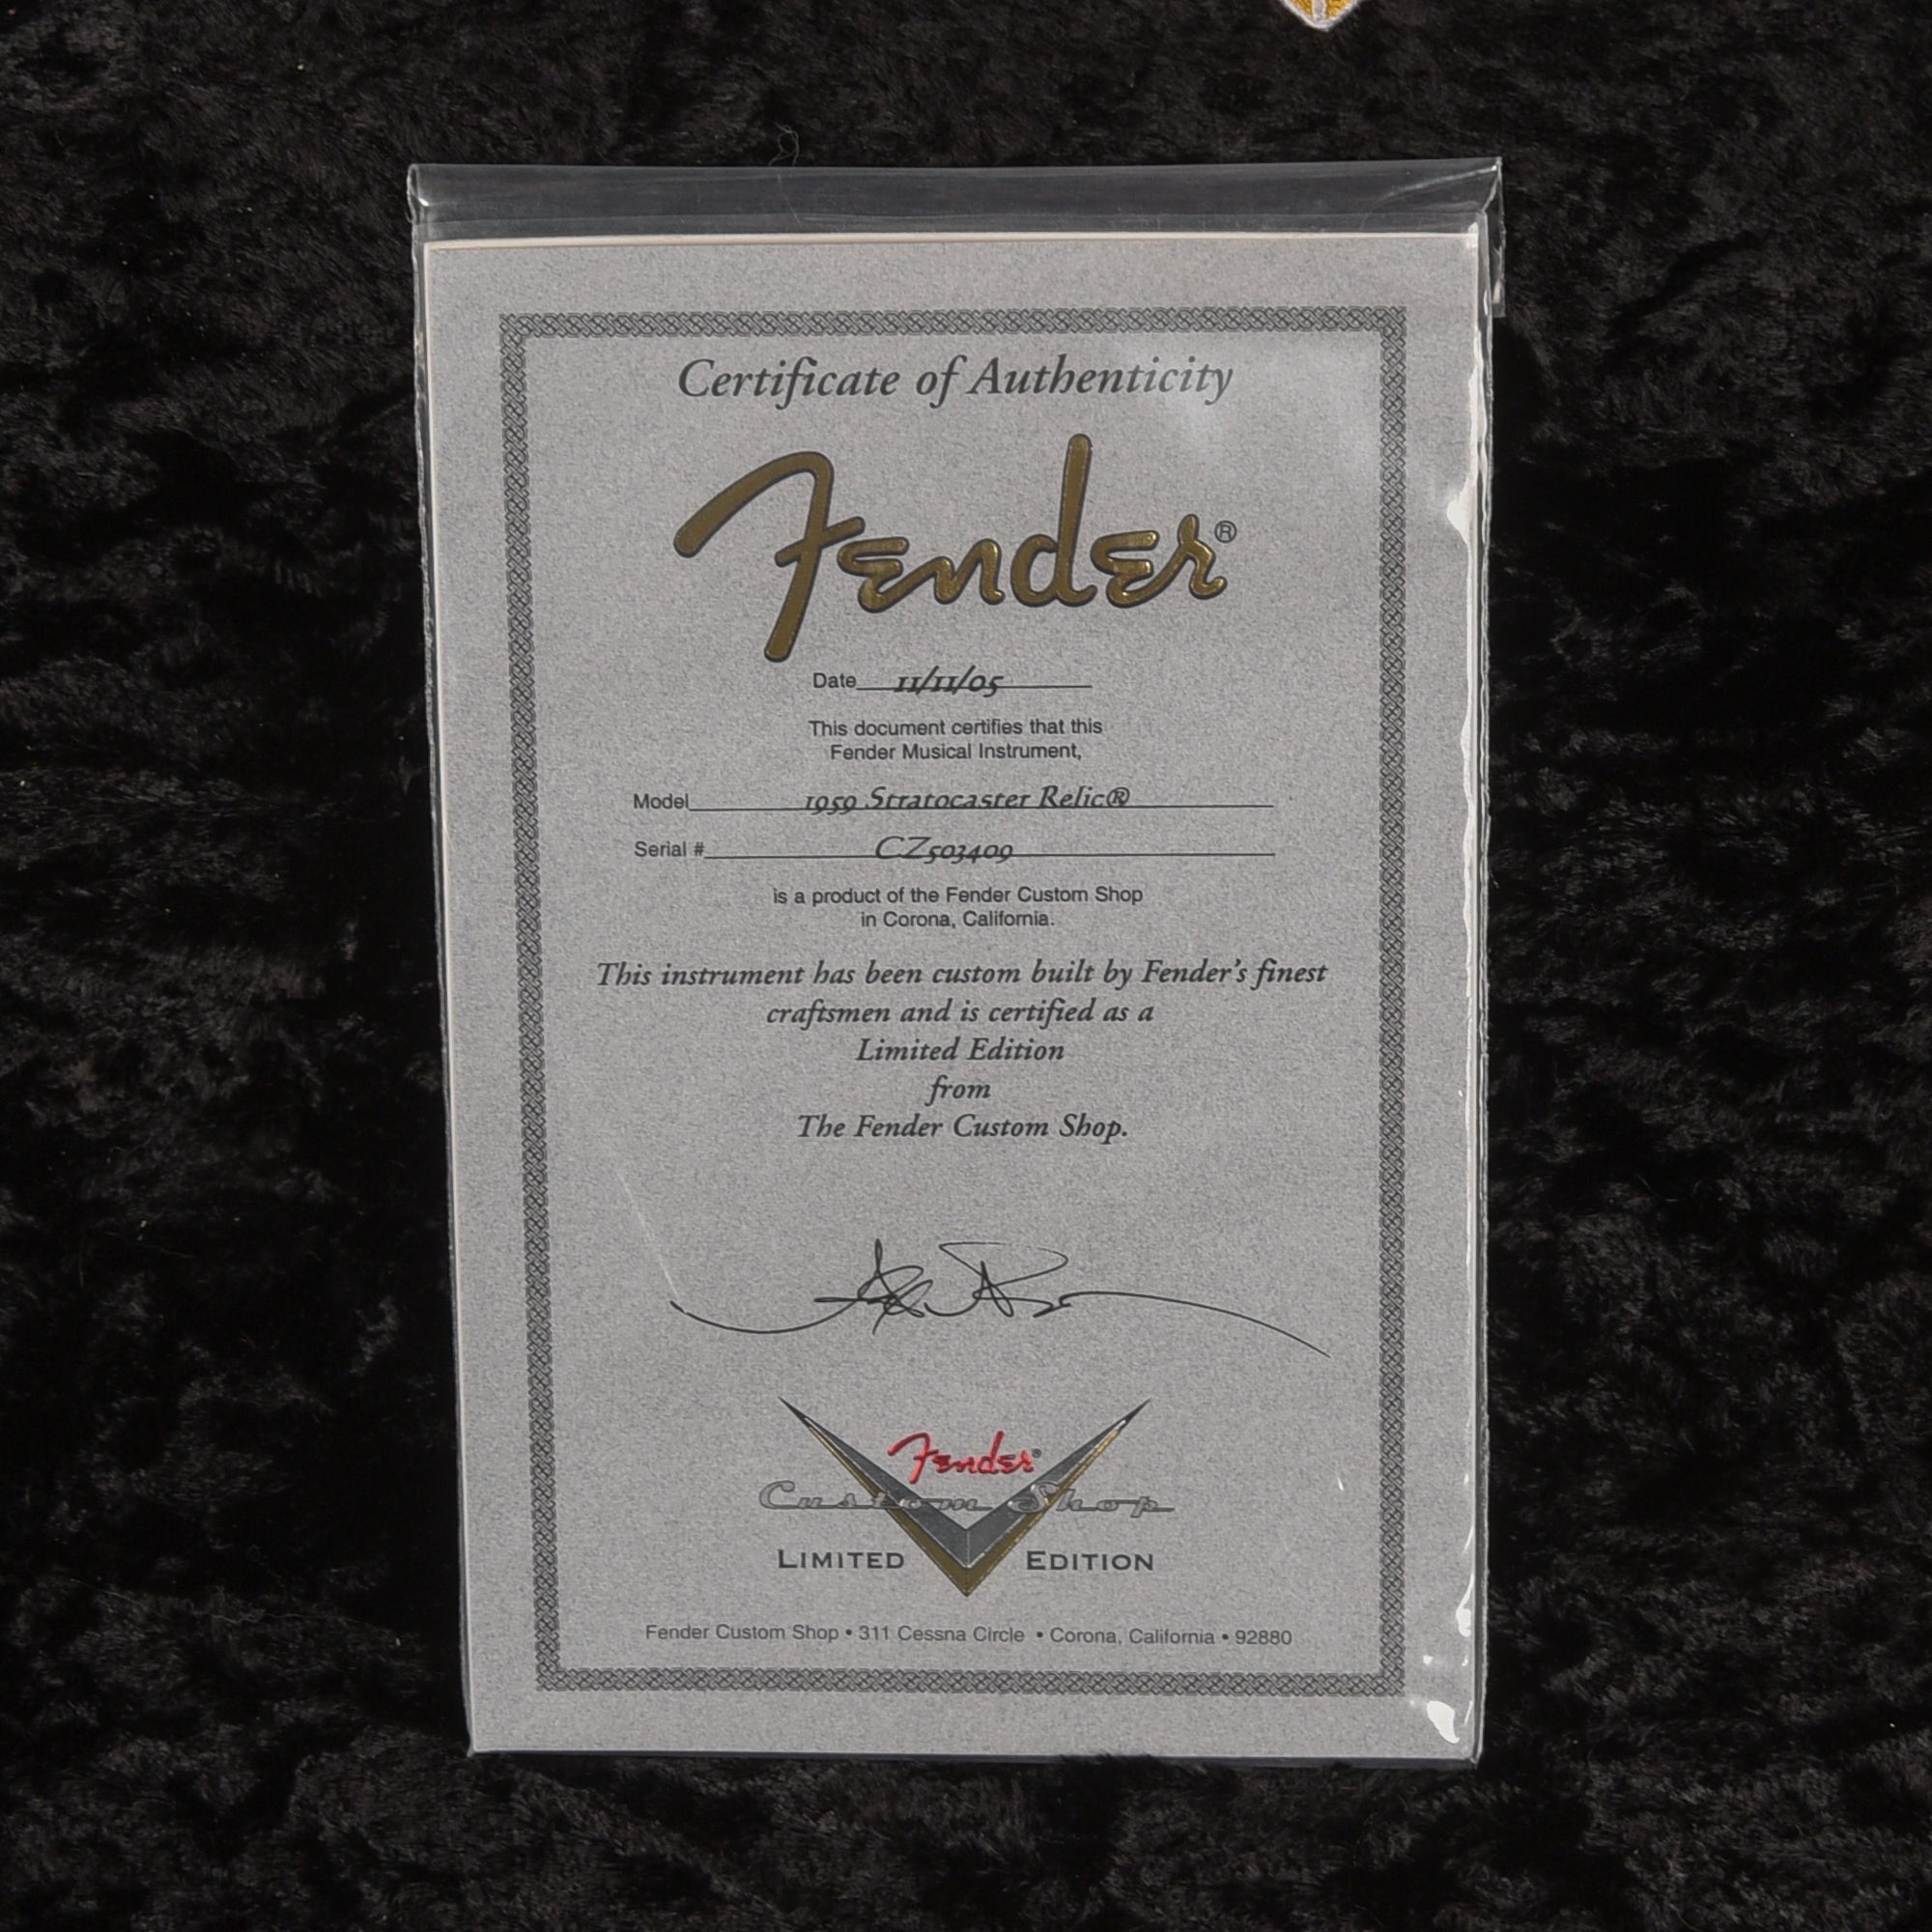 Certificate of Authenticity
Fender®
Date 11/11/05
This document certifies that this
Fender Musical Instrument,
Model 1959 Stratocaster Relic®
Serial # CZ503409
is a product of the Fender Custom Shop
in Corona, California.
This instrument has been custom built by Fender's finest
craftsmen and is certified as a
Limited Edition
from
The Fender Custom Shop.
Fender®
Custom Shop
LIMITED EDITION
Fender Custom Shop • 311 Cessna Circle • Corona, California • 92880